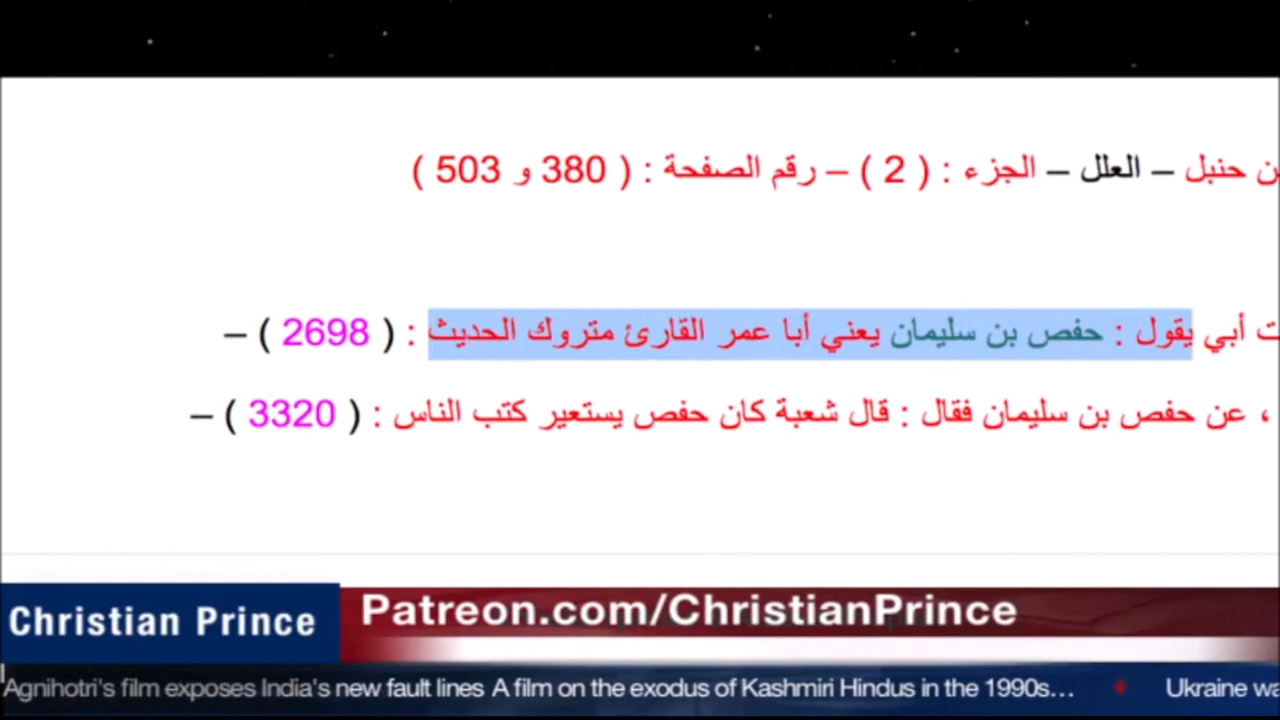 حنبل – العلل – الجزء : ( 2 ) – رقم الصفحة : ( 380 و 503 )
أبي يقول : حفص بن سليمان يعني أبا عمر القارئ متروك الحديث : ( 2698 ) –
، عن حفص بن سليمان فقال : قال شعبة كان حفص يستعير كتب الناس : ( 3320 ) –
Christian Prince
Patreon.com/ChristianPrince
Agnihotri's film exposes India's new fault lines A film on the exodus of Kashmiri Hindus in the 1990s... Ukraine